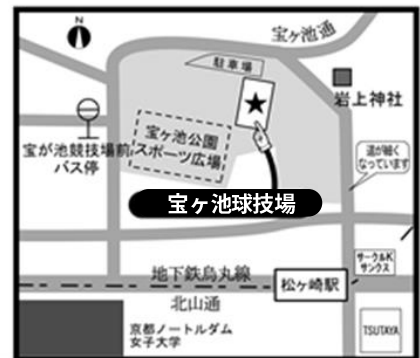 宝ヶ池通
N
駐車場
岩上神社
宝ヶ池公園
スポーツ広場
宝が池競技場前
バス停
道が細く
なっています
宝ヶ池球技場
サークルK
サンクス
地下鉄烏丸線
松ヶ崎駅
北山通
京都ノートルダム
女子大学
TSUTAYA